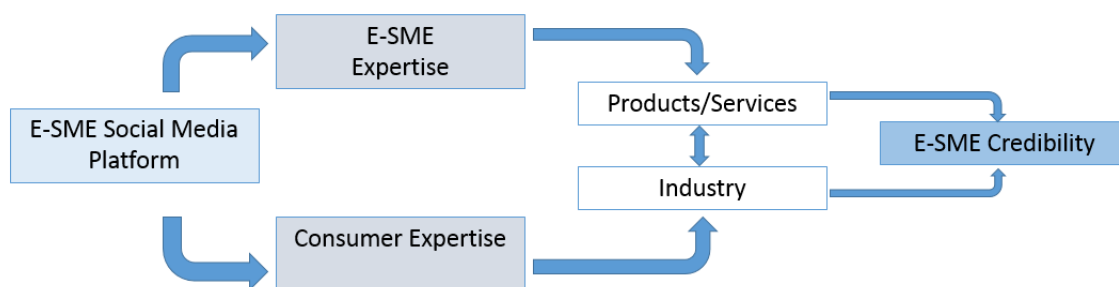 E-SME
Expertise
E-SME Social Media
Platform
Products/Services
E-SME Credibility
Industry
Consumer Expertise